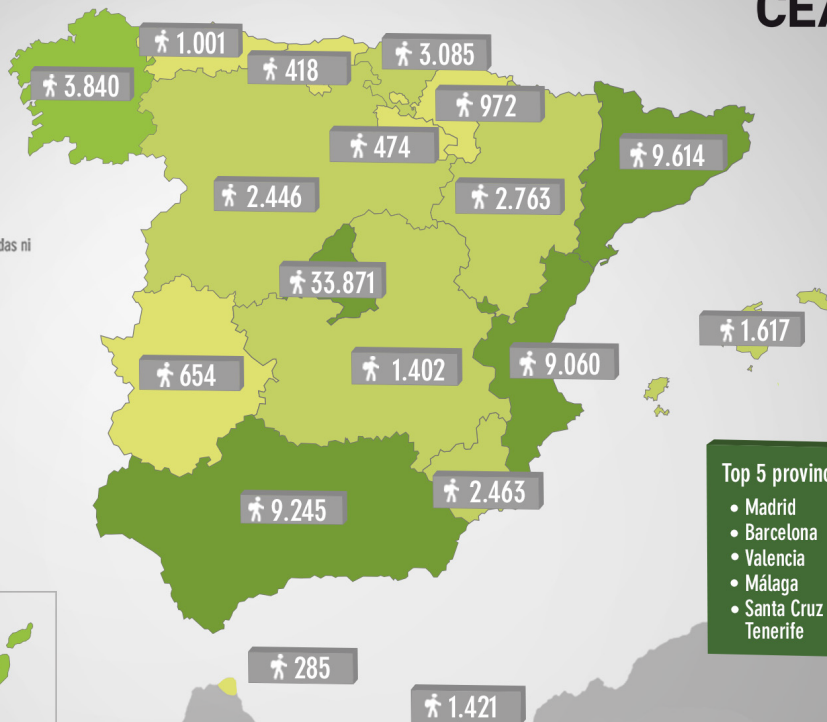 CEA
1.001
3.085
418
3.840
972
474
9.614
2.446
2.763
das ni
33.871
1.617
9.060
1.402
654
Top 5 provinc
2.463
• Madrid
9.245
• Barcelona
• Valencia
• Málaga
• Santa Cruz
Tenerife
285
1.421